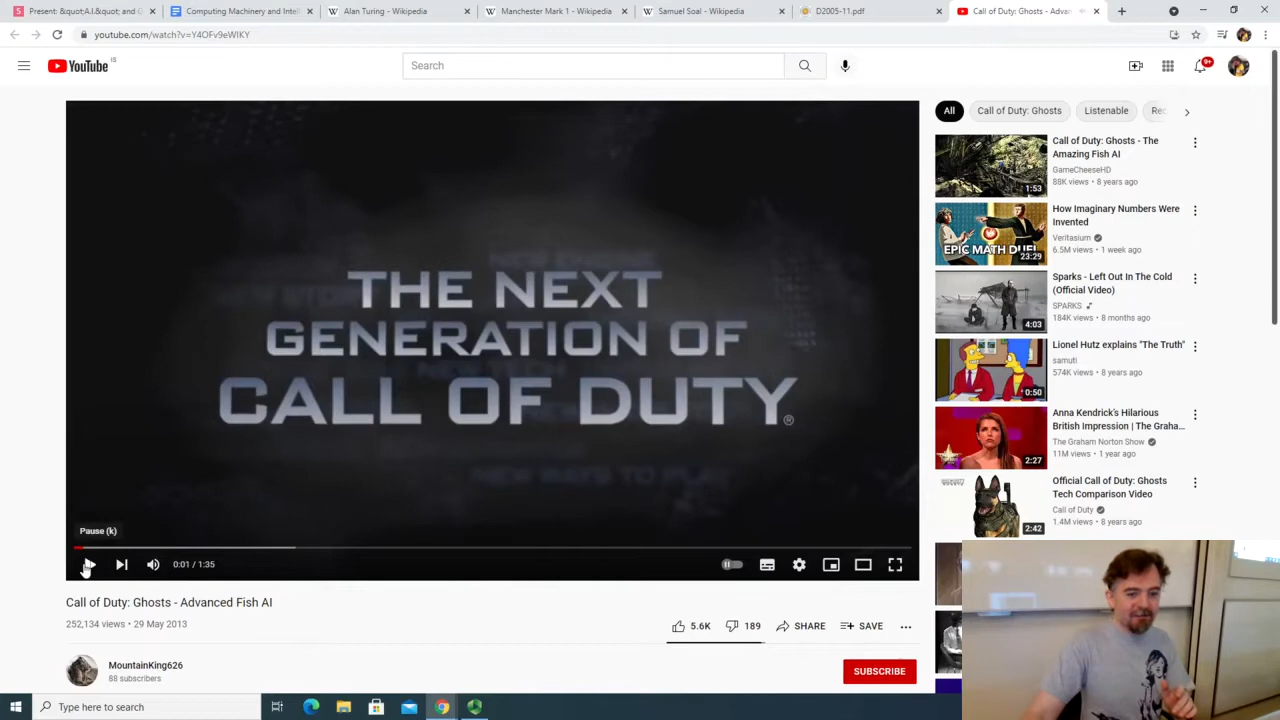 Present: &quot;A.I.&quot; and G
Computing Machinery and Intell
Alan Turing - Wikipedia
Manchester Mark 1 - Wikipedia
Samuel Soal - Wikipedia
D2005-11.pdf
Call of Duty: Ghosts - Advan
youtube.com/watch?v=Y4OFv9eWIKY
YouTube IS
Search
9+
THE NEXT
GENERATION OF
CALL OF DUTY®
Pause (k)
0:01 / 1:35
Call of Duty: Ghosts - Advanced Fish AI
252,134 views • 29 May 2013
5.6K
189
SHARE
SAVE
MountainKing626
88 subscribers
SUBSCRIBE
All
Call of Duty: Ghosts
Listenable
Rec
Call of Duty: Ghosts - The
Amazing Fish AI
GameCheeseHD
88K views • 8 years ago
1:53
How Imaginary Numbers Were
Invented
Veritasium
6.5M views • 1 week ago
EPIC MATH DUEL
23:29
Sparks - Left Out In The Cold
(Official Video)
SPARKS
184K views • 8 months ago
4:03
Lionel Hutz explains "The Truth"
samuti
574K views • 8 years ago
0:50
Anna Kendrick's Hilarious
British Impression | The Graha...
The Graham Norton Show
11M views • 1 year ago
2:27
Official Call of Duty: Ghosts
Tech Comparison Video
Call of Duty
1.4M views • 8 years ago
2:42
Type here to search